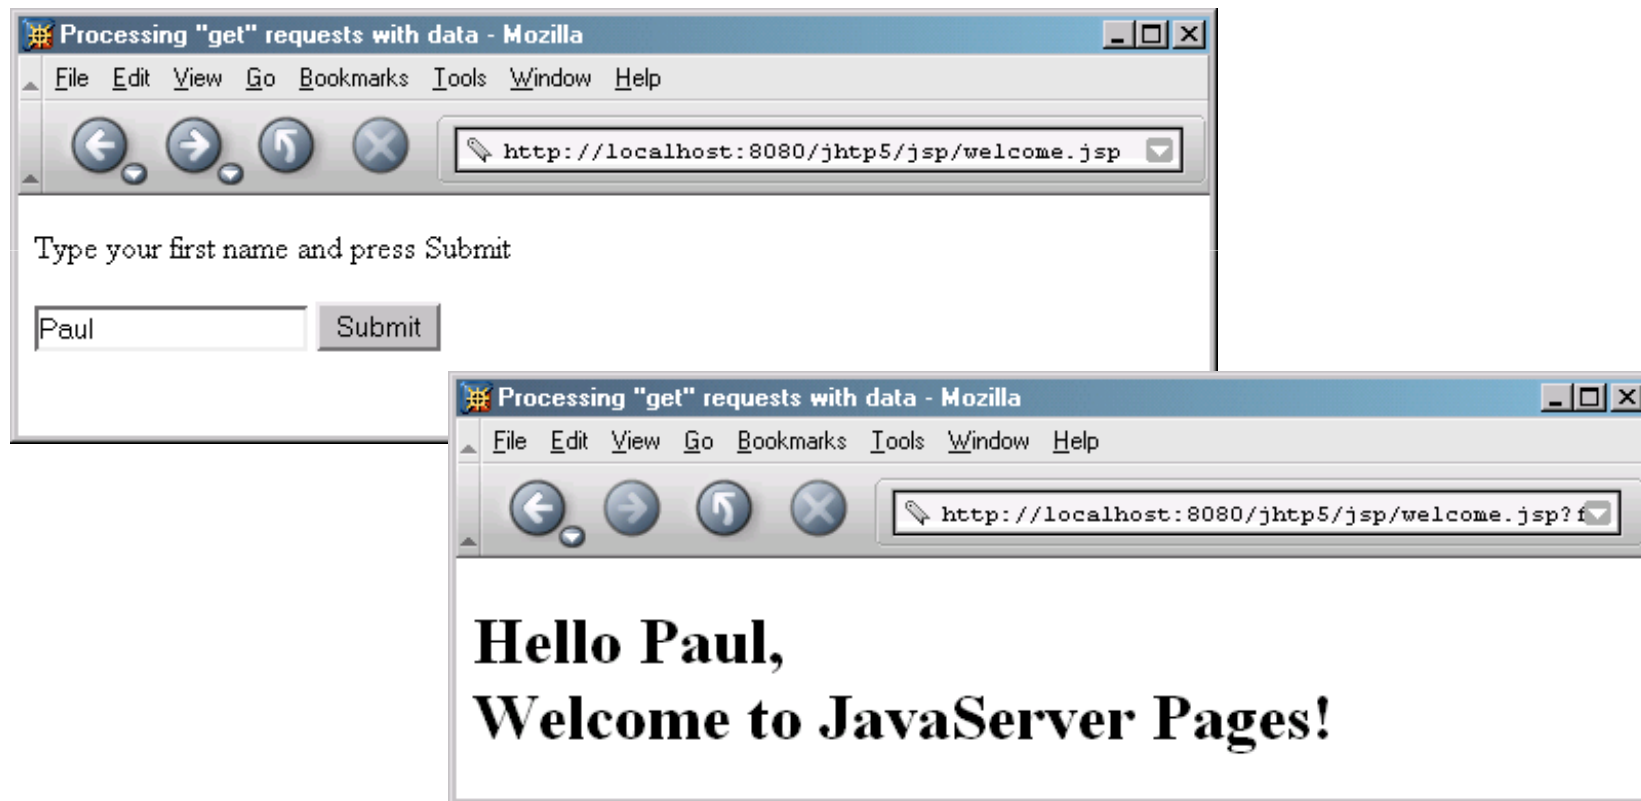 Processing "get" requests with data - Mozilla
File Edit View Go Bookmarks Tools Window Help
http://localhost:8080/jhtp5/jsp/welcome.jsp
Type your first name and press Submit
Paul Submit
Processing "get" requests with data - Mozilla
File Edit View Go Bookmarks Tools Window Help
http://localhost:8080/jhtp5/jsp/welcome.jsp?f
Hello Paul,
Welcome to JavaServer Pages!